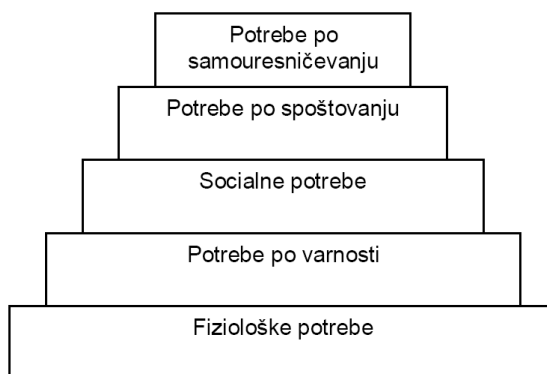 Potrebe po
samouresničevanju
Potrebe po spoštovanju
Socialne potrebe
Potrebe po varnosti
Fiziološke potrebe